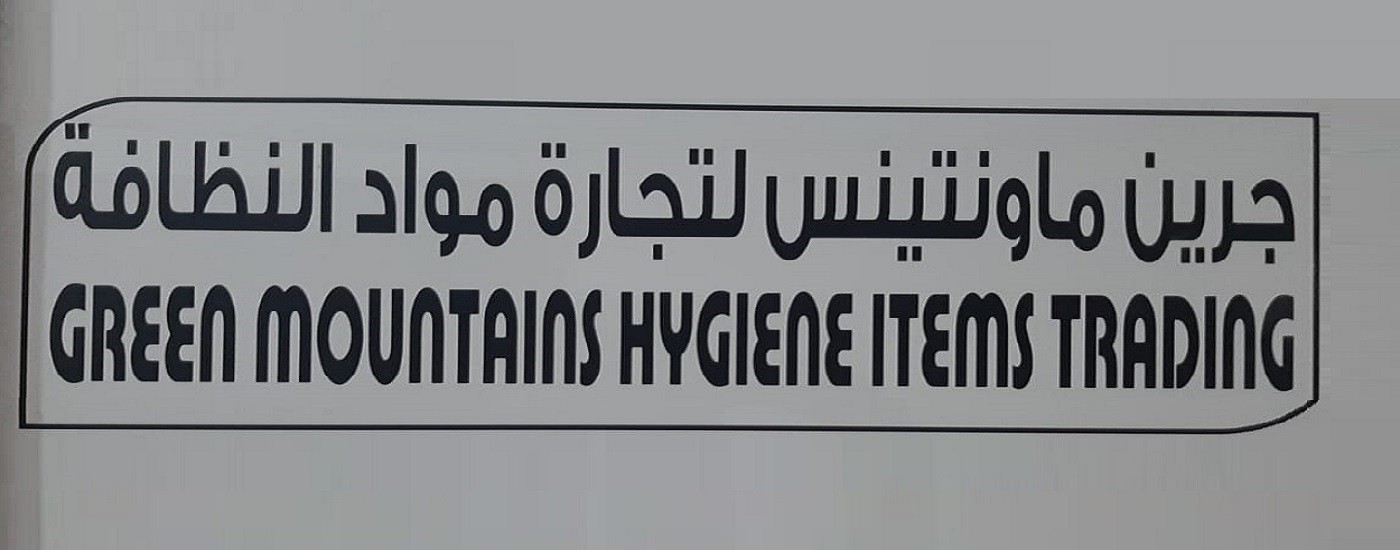 جرين ماونتينس لتجارة مواد النظافة
GREEN MOUNTAINS HYGIENE ITEMS TRADING